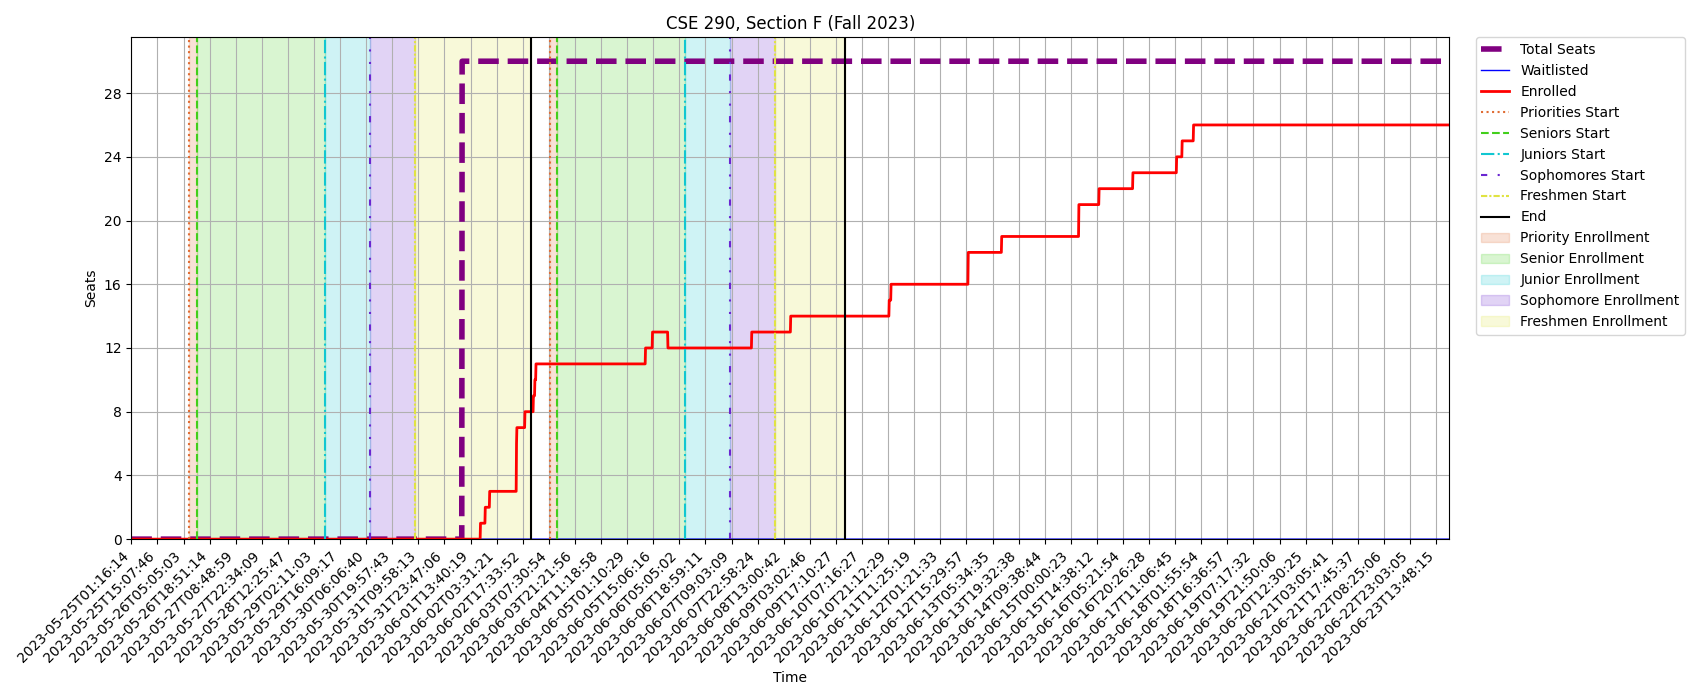 CSE 290, Section F (Fall 2023)
Seats
28
24
20
16
12
8
4
0
2023-05-25T01:16:14
2023-05-25T15:07:46
2023-05-26T05:05:03
2023-05-26T18:51:14
2023-05-27T08:48:59
2023-05-27T22:34:09
2023-05-28T12:25:47
2023-05-29T02:11:03
2023-05-29T16:09:17
2023-05-30T06:06:40
2023-05-30T19:57:43
2023-05-31T09:58:13
2023-05-31T23:47:06
2023-06-01T13:40:19
2023-06-02T03:31:21
2023-06-02T17:33:52
2023-06-03T07:30:54
2023-06-03T21:21:56
2023-06-04T11:18:58
2023-06-05T01:10:29
2023-06-05T15:06:16
2023-06-06T05:05:02
2023-06-06T18:59:11
2023-06-07T09:03:09
2023-06-07T22:58:24
2023-06-08T13:00:42
2023-06-09T03:02:46
2023-06-09T17:10:27
2023-06-10T07:16:27
2023-06-10T21:12:29
2023-06-11T11:25:19
2023-06-12T01:21:33
2023-06-12T15:29:57
2023-06-13T05:34:35
2023-06-13T19:32:38
2023-06-14T09:38:44
2023-06-15T00:00:23
2023-06-15T14:38:12
2023-06-16T05:21:54
2023-06-16T20:26:28
2023-06-17T11:06:45
2023-06-18T01:55:54
2023-06-18T16:36:57
2023-06-19T07:17:32
2023-06-19T21:50:06
2023-06-20T12:30:25
2023-06-21T03:05:41
2023-06-21T17:45:37
2023-06-22T08:25:06
2023-06-22T23:03:05
2023-06-23T13:48:15
Time
Total Seats
Waitlisted
Enrolled
Priorities Start
Seniors Start
Juniors Start
Sophomores Start
Freshmen Start
End
Priority Enrollment
Senior Enrollment
Junior Enrollment
Sophomore Enrollment
Freshmen Enrollment